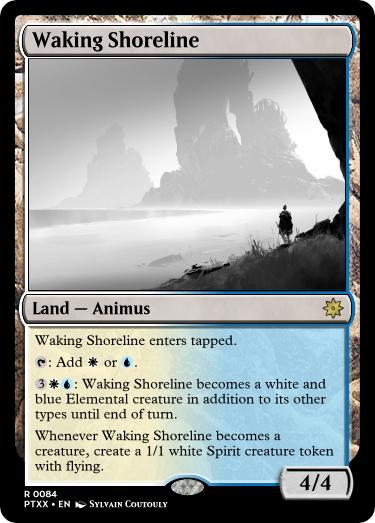 Waking Shoreline
Land — Animus
Waking Shoreline enters tapped.
: Add or .
3 : Waking Shoreline becomes a white and
blue Elemental creature in addition to its other
types until end of turn.
Whenever Waking Shoreline becomes a
creature, create a 1/1 white Spirit creature token
with flying.
4/4
R 0084
PTXX • EN Sylvain Coutouly